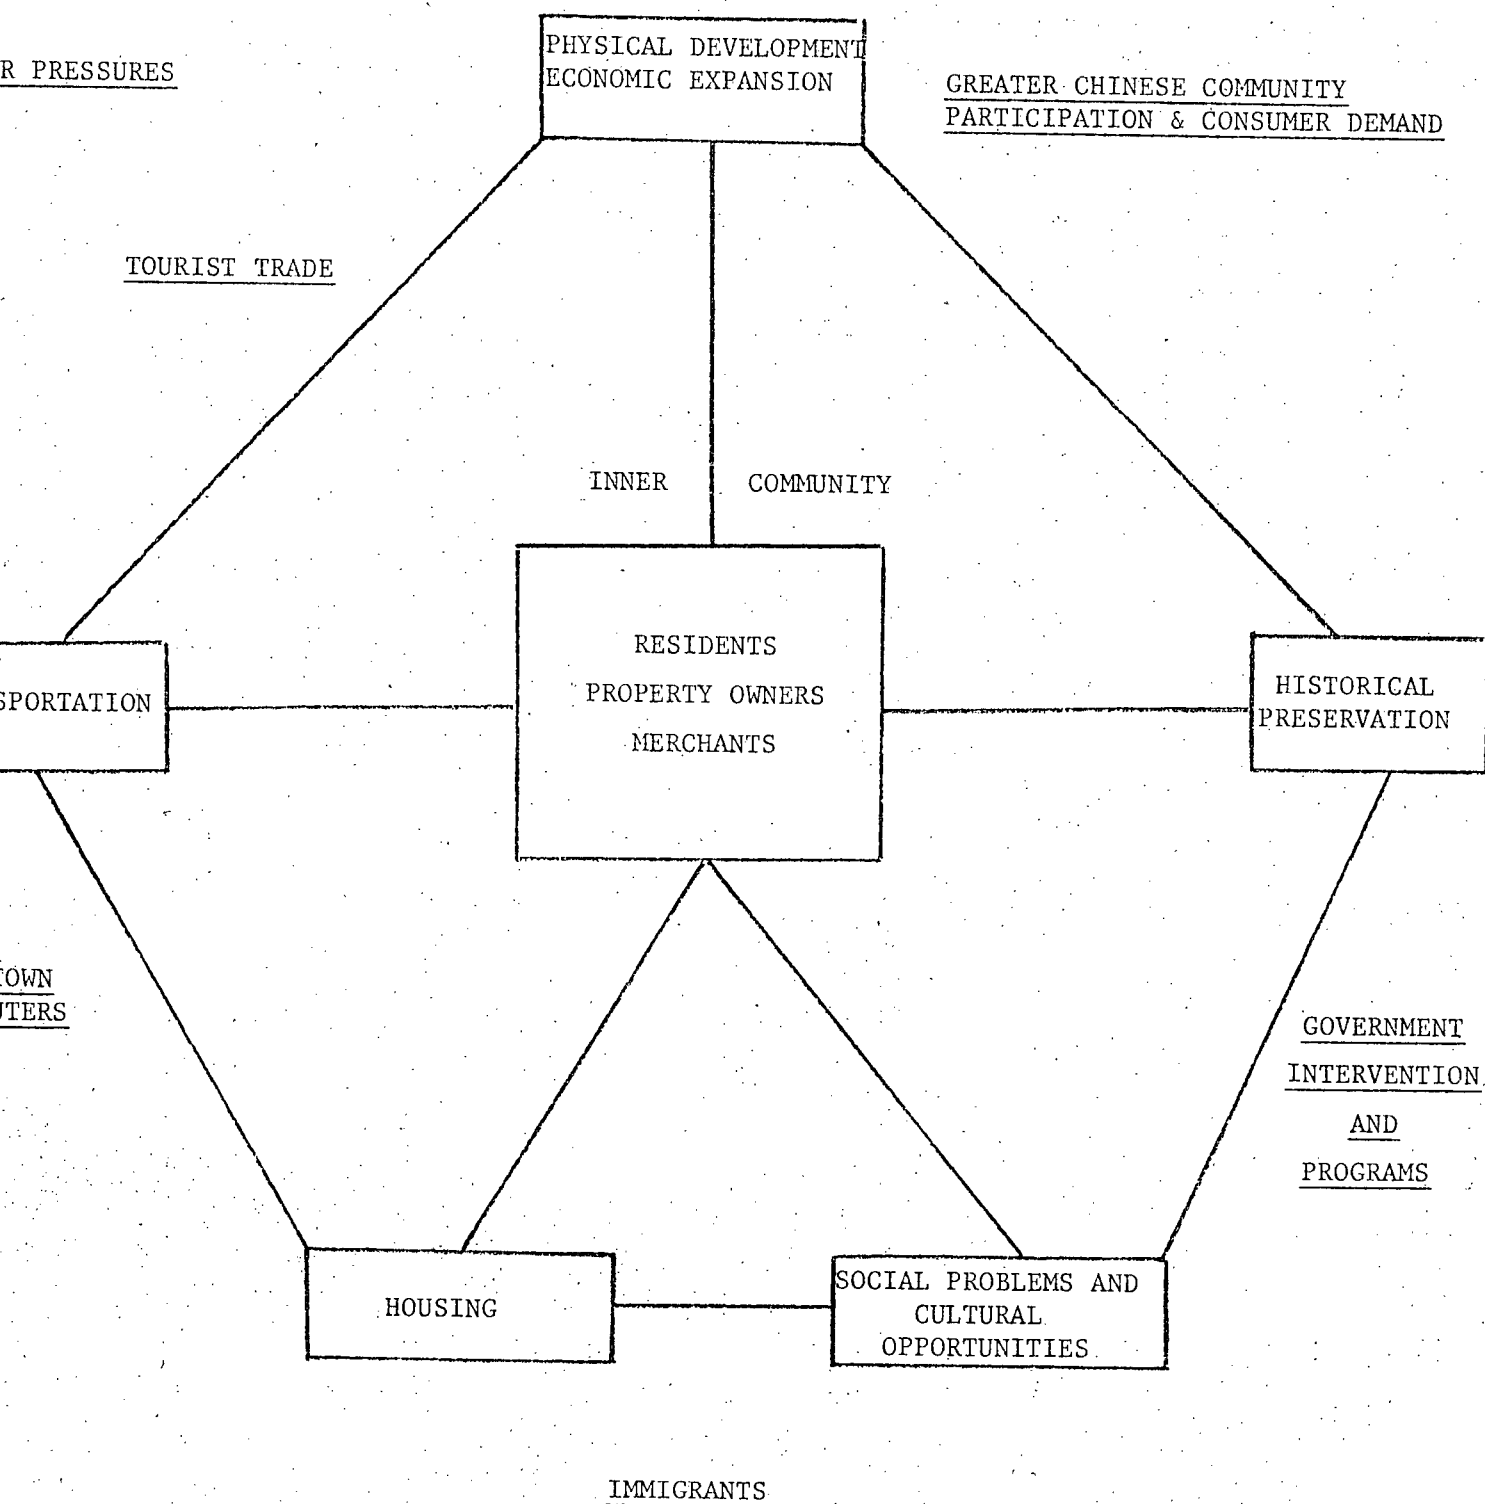 PHYSICAL DEVELOPMENT
ECONOMIC EXPANSION
R PRESSURES
GREATER CHINESE COMMUNITY
PARTICIPATION & CONSUMER DEMAND
TOURIST TRADE
INNER COMMUNITY
RESIDENTS
PROPERTY OWNERS
MERCHANTS
SPORTATION
HISTORICAL
PRESERVATION
TOWN
UTERS
GOVERNMENT
INTERVENTION
AND
PROGRAMS
HOUSING
SOCIAL PROBLEMS AND
CULTURAL
OPPORTUNITIES
IMMIGRANTS